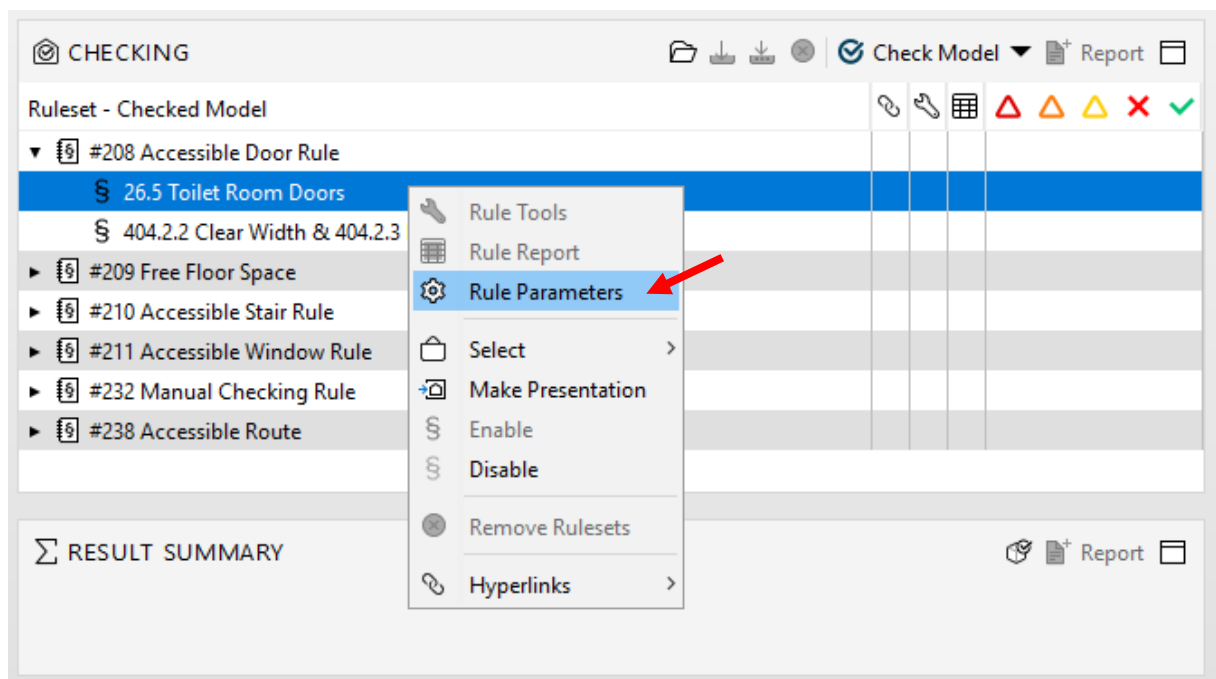 CHECKING
Check Model
Report
Ruleset - Checked Model
#208 Accessible Door Rule
§ 26.5 Toilet Room Doors
§ 404.2.2 Clear Width & 404.2.3
#209 Free Floor Space
#210 Accessible Stair Rule
#211 Accessible Window Rule
#232 Manual Checking Rule
#238 Accessible Route
Rule Tools
Rule Report
Rule Parameters
Select
Make Presentation
§ Enable
§ Disable
Remove Rulesets
Hyperlinks
∑ RESULT SUMMARY
Report